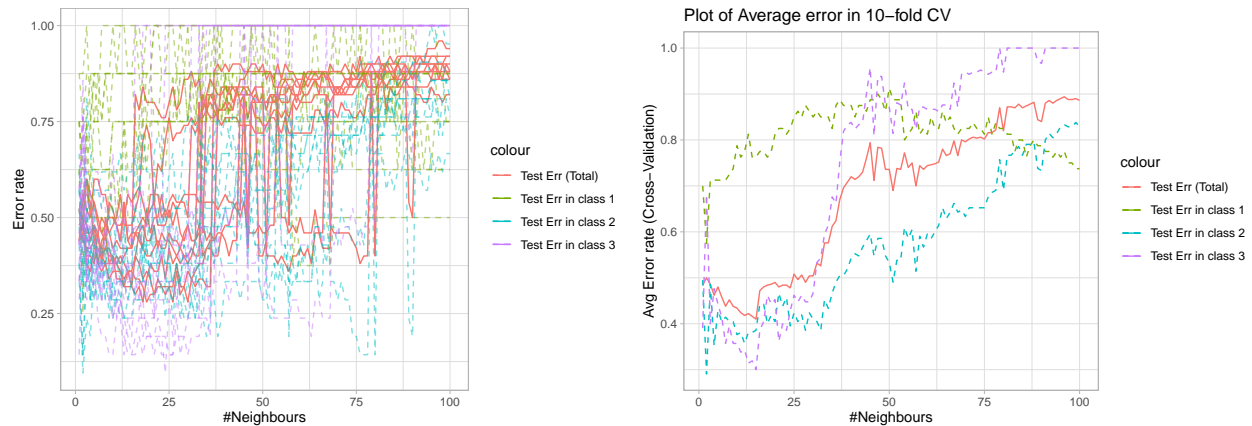 1.00
0.75
0.50
0.25
0
25
50
75
100
Error rate
#Neighbours
colour
Test Err (Total)
Test Err in class 1
Test Err in class 2
Test Err in class 3
Plot of Average error in 10−fold CV
1.0
0.8
0.6
0.4
0
25
50
75
100
Avg Error rate (Cross−Validation)
#Neighbours
colour
Test Err (Total)
Test Err in class 1
Test Err in class 2
Test Err in class 3